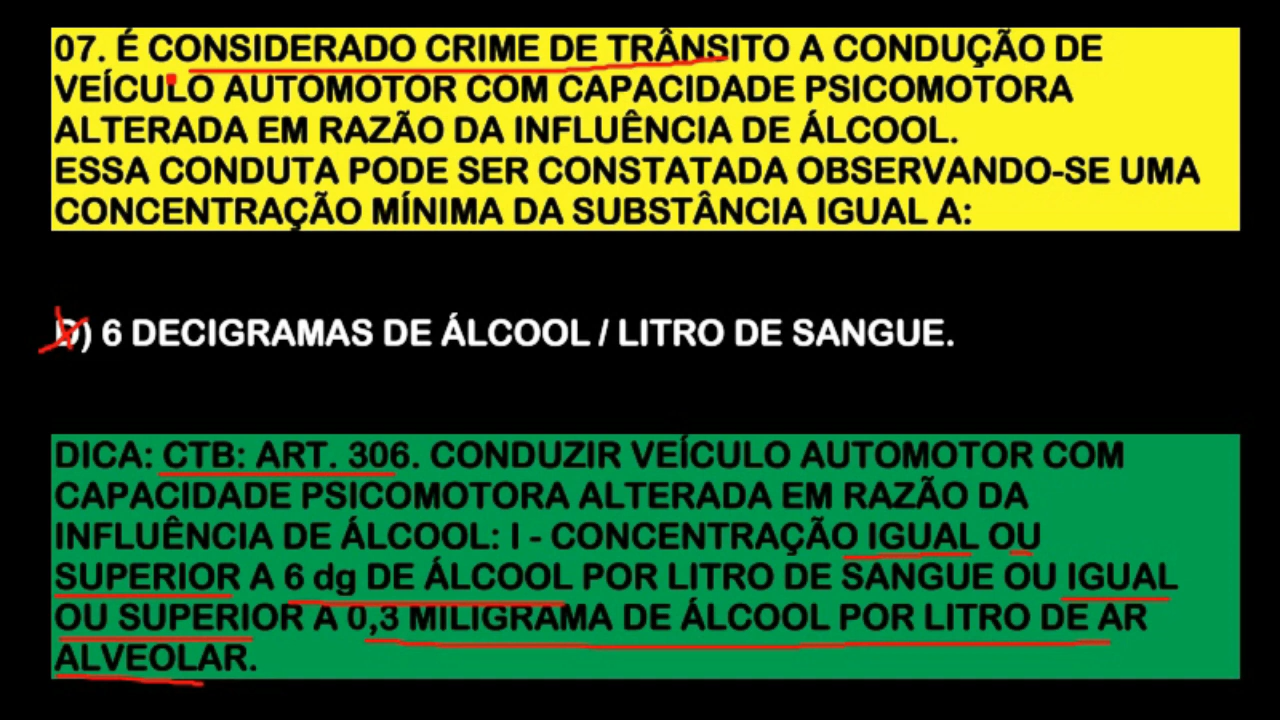 07. É CONSIDERADO CRIME DE TRÂNSITO A CONDUÇÃO DE
VEÍCULO AUTOMOTOR COM CAPACIDADE PSICOMOTORA
ALTERADA EM RAZÃO DA INFLUÊNCIA DE ÁLCOOL.
ESSA CONDUTA PODE SER CONSTATADA OBSERVANDO-SE UMA
CONCENTRAÇÃO MÍNIMA DA SUBSTÂNCIA IGUAL A:
D) 6 DECIGRAMAS DE ÁLCOOL / LITRO DE SANGUE.
DICA: CTB: ART. 306. CONDUZIR VEÍCULO AUTOMOTOR COM
CAPACIDADE PSICOMOTORA ALTERADA EM RAZÃO DA
INFLUÊNCIA DE ÁLCOOL: I - CONCENTRAÇÃO IGUAL OU
SUPERIOR A 6 dg DE ÁLCOOL POR LITRO DE SANGUE OU IGUAL
OU SUPERIOR A 0,3 MILIGRAMA DE ÁLCOOL POR LITRO DE AR
ALVEOLAR.